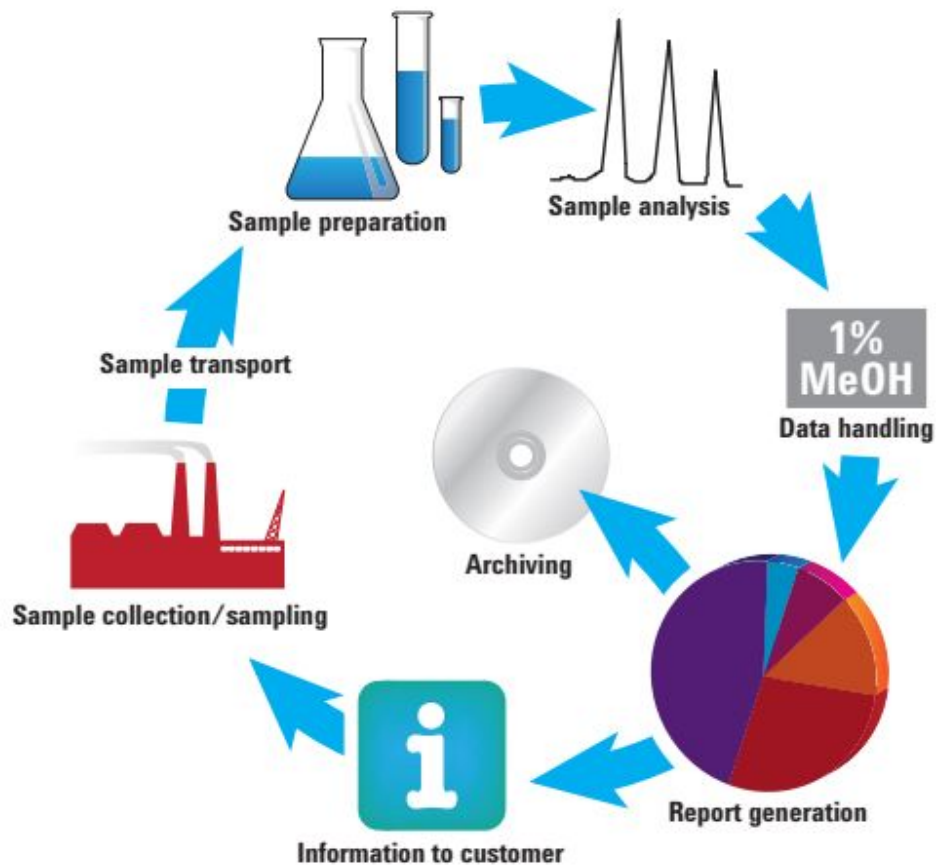 Sample preparation
Sample analysis
Sample transport
1%
MeOH
Data handling
Archiving
Sample collection/sampling
Report generation
i
Information to customer